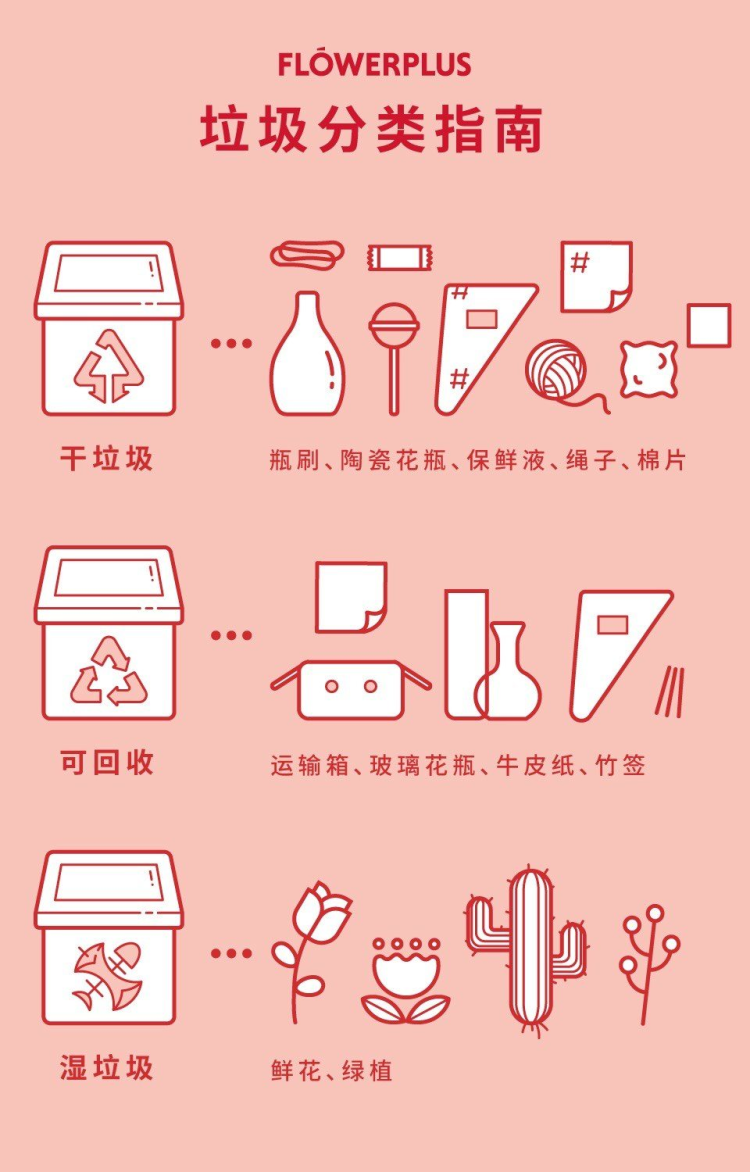 FLOWERPLUS
垃圾分类指南
干垃圾
瓶刷、陶瓷花瓶、保鲜液、绳子、棉片
可回收
运输箱、玻璃花瓶、牛皮纸、竹签
湿垃圾
鲜花、绿植